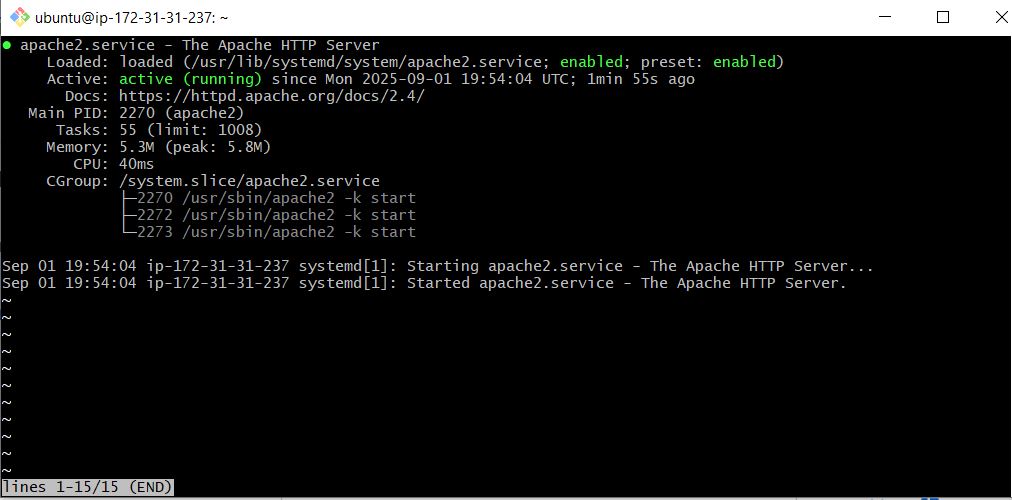 ubuntu@ip-172-31-31-237: ~
● apache2.service - The Apache HTTP Server
     Loaded: loaded (/usr/lib/systemd/system/apache2.service; enabled; preset: enabled)
     Active: active (running) since Mon 2025-09-01 19:54:04 UTC; 1min 55s ago
       Docs: https://httpd.apache.org/docs/2.4/
   Main PID: 2270 (apache2)
      Tasks: 55 (limit: 1008)
     Memory: 5.3M (peak: 5.8M)
        CPU: 40ms
     CGroup: /system.slice/apache2.service
             ├─2270 /usr/sbin/apache2 -k start
             ├─2272 /usr/sbin/apache2 -k start
             └─2273 /usr/sbin/apache2 -k start

Sep 01 19:54:04 ip-172-31-31-237 systemd[1]: Starting apache2.service - The Apache HTTP Server...
Sep 01 19:54:04 ip-172-31-31-237 systemd[1]: Started apache2.service - The Apache HTTP Server.
~
~
~
~
~
~
~
~
~
~
~
lines 1-15/15 (END)